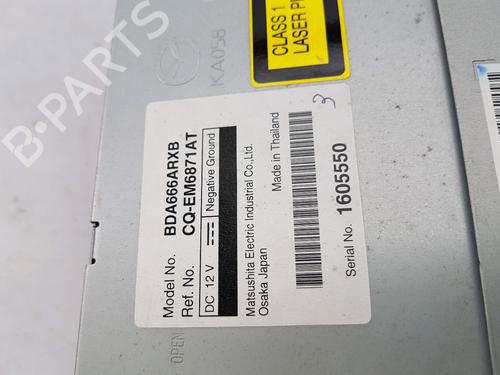 B-PARTS
KA058
CLASS 1
LASER PR
Model No. BDA666ARXB
Ref. No. CQ-EM6871AT
DC 12 V Negative Ground
Matsushita Electric Industrial Co.,Ltd.
Osaka Japan
Made in Thailand
Serial No. 1605550
3
OPEN